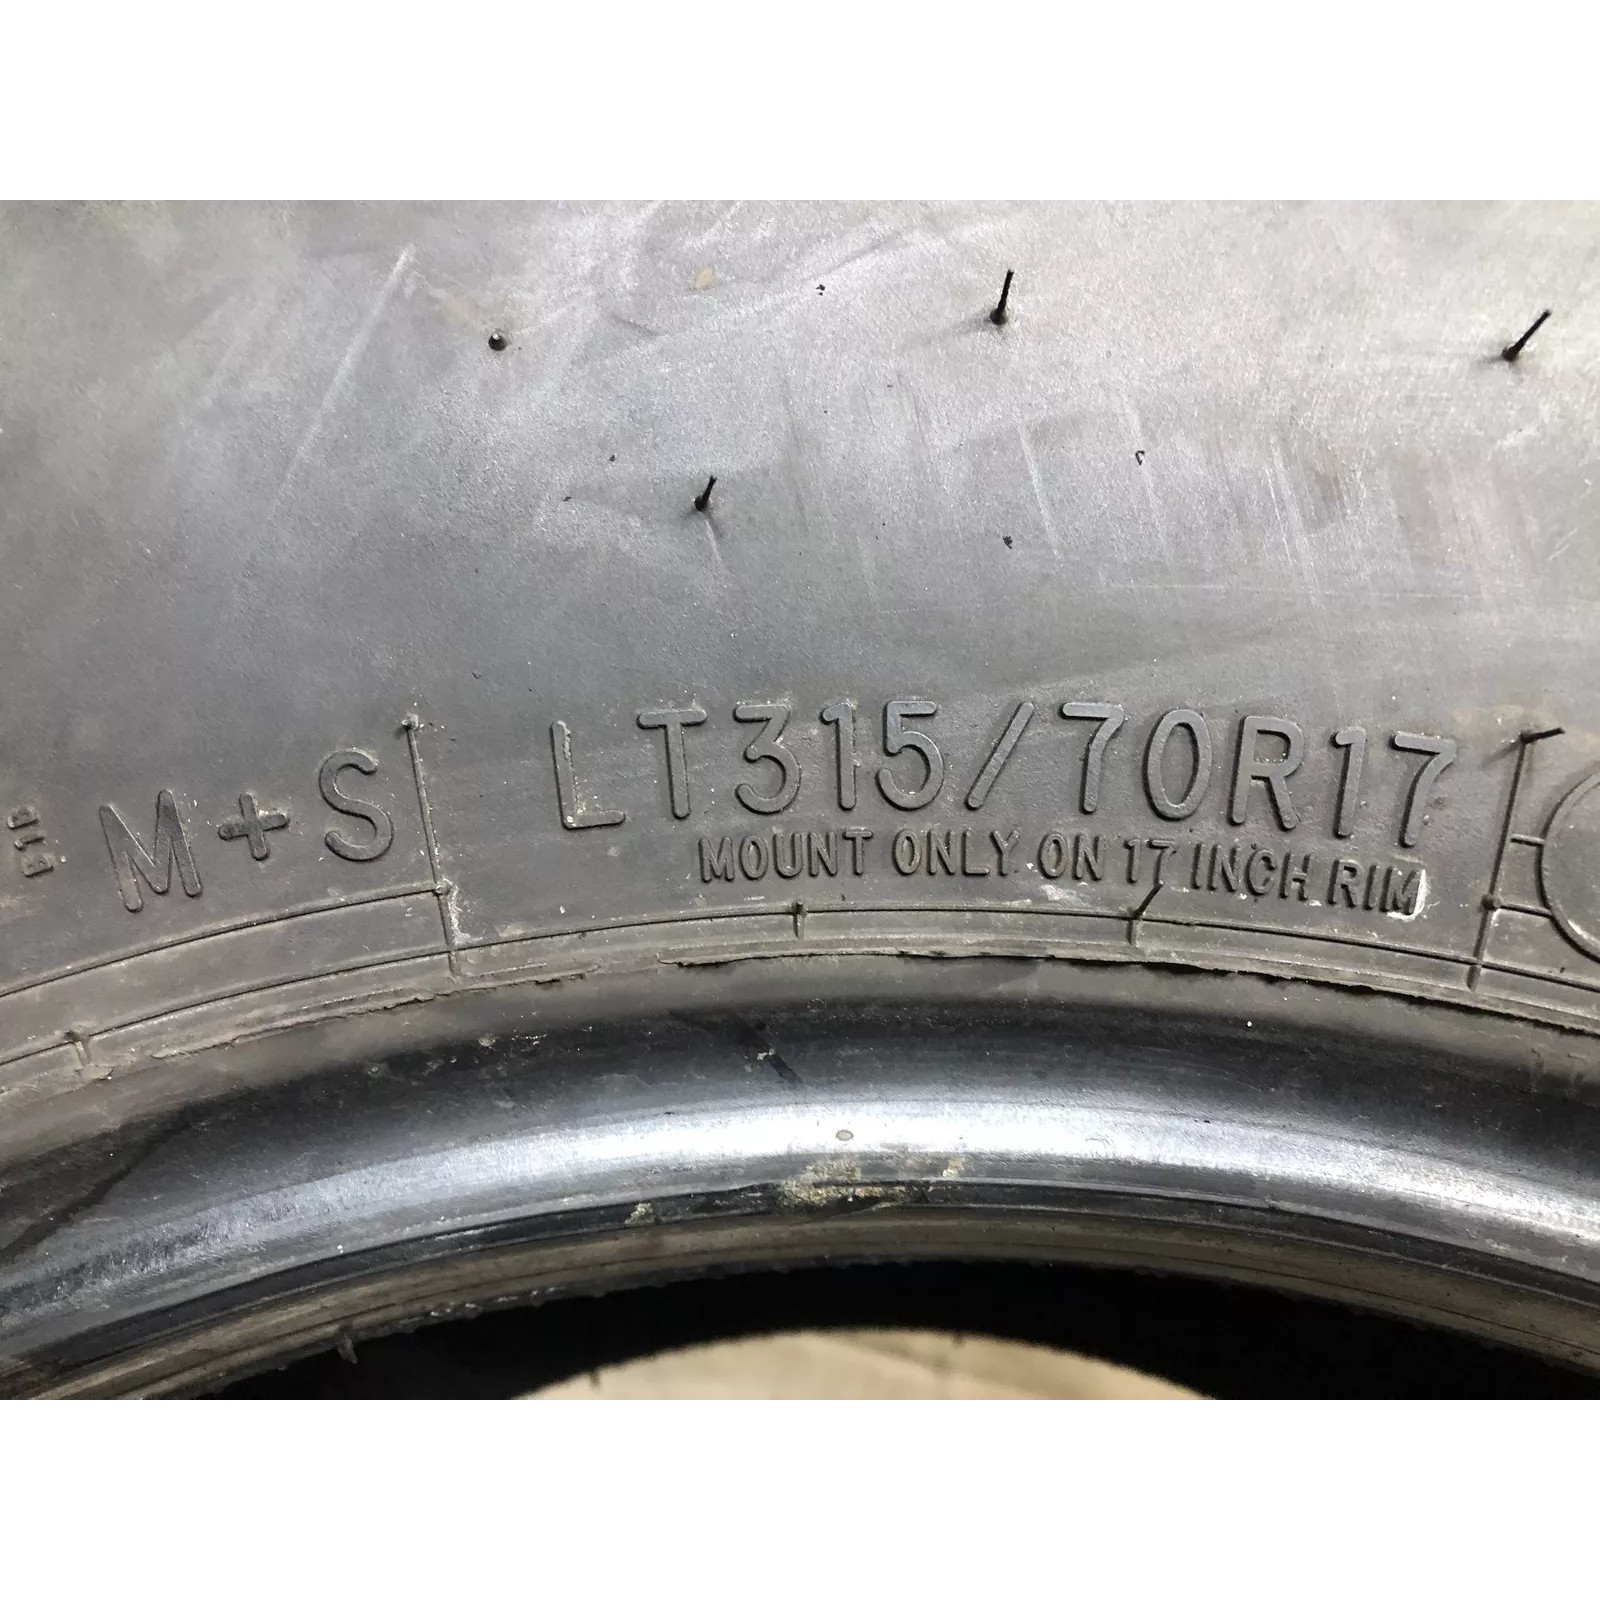 M+S
LT315/70R17
MOUNT ONLY ON 17 INCH RIM